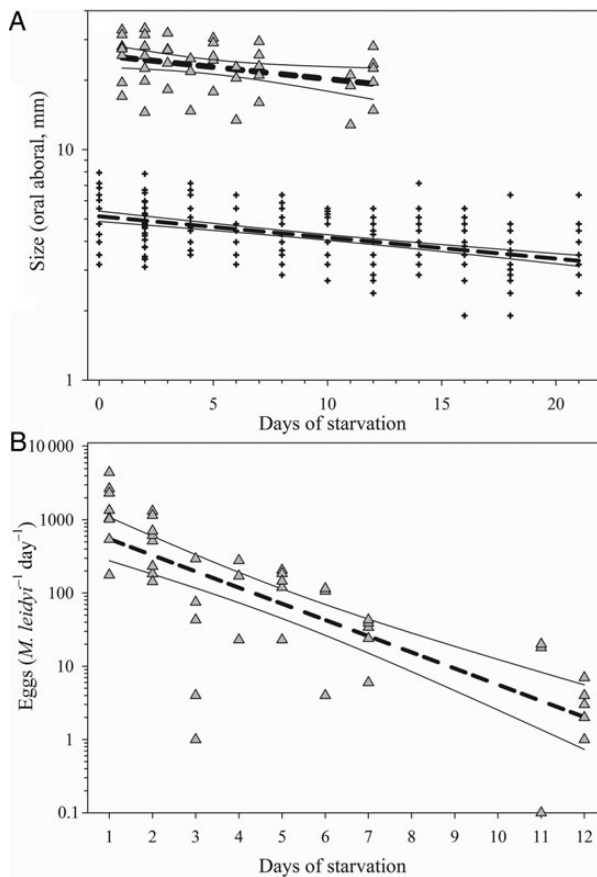 A
Size (oral aboral, mm)
10
1
0 5 10 15 20
Days of starvation
B
Eggs (M. leidyi⁻¹ day⁻¹)
10 000
1000
100
10
1
0.1
1 2 3 4 5 6 7 8 9 10 11 12
Days of starvation